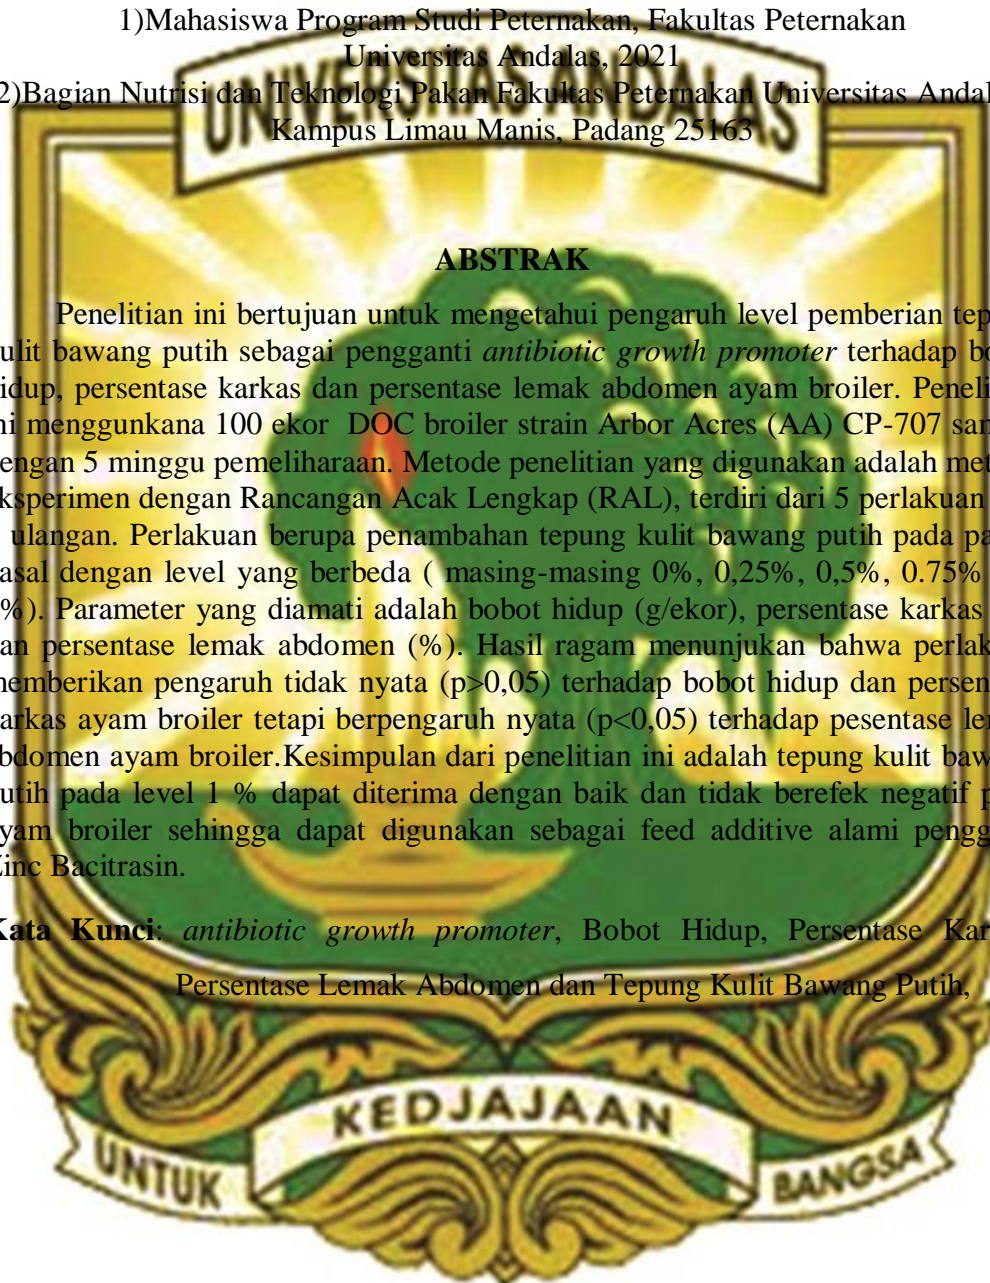 1)Mahasiswa Program Studi Peternakan, Fakultas Peternakan
Universitas Andalas, 2021
2)Bagian Nutrisi dan Teknologi Pakan Fakultas Peternakan Universitas Andal
Kampus Limau Manis, Padang 25163
UNIVERSITAS ANDALAS
ABSTRAK
Penelitian ini bertujuan untuk mengetahui pengaruh level pemberian tep
ulit bawang putih sebagai pengganti antibiotic growth promoter terhadap bo
idup, persentase karkas dan persentase lemak abdomen ayam broiler. Peneli
ni menggunkana 100 ekor DOC broiler strain Arbor Acres (AA) CP-707 sam
engan 5 minggu pemeliharaan. Metode penelitian yang digunakan adalah met
ksperimen dengan Rancangan Acak Lengkap (RAL), terdiri dari 5 perlakuan
ulangan. Perlakuan berupa penambahan tepung kulit bawang putih pada pa
asal dengan level yang berbeda ( masing-masing 0%, 0,25%, 0,5%, 0.75%
%). Parameter yang diamati adalah bobot hidup (g/ekor), persentase karkas
an persentase lemak abdomen (%). Hasil ragam menunjukan bahwa perlak
memberikan pengaruh tidak nyata (p>0,05) terhadap bobot hidup dan persen
arkas ayam broiler tetapi berpengaruh nyata (p<0,05) terhadap pesentase le
bdomen ayam broiler.Kesimpulan dari penelitian ini adalah tepung kulit baw
utih pada level 1 % dapat diterima dengan baik dan tidak berefek negatif p
yam broiler sehingga dapat digunakan sebagai feed additive alami pengg
Zinc Bacitrasin.
Kata Kunci: antibiotic growth promoter, Bobot Hidup, Persentase Kar
Persentase Lemak Abdomen dan Tepung Kulit Bawang Putih,
KEDJAJAAN
UNTUK BANGSA